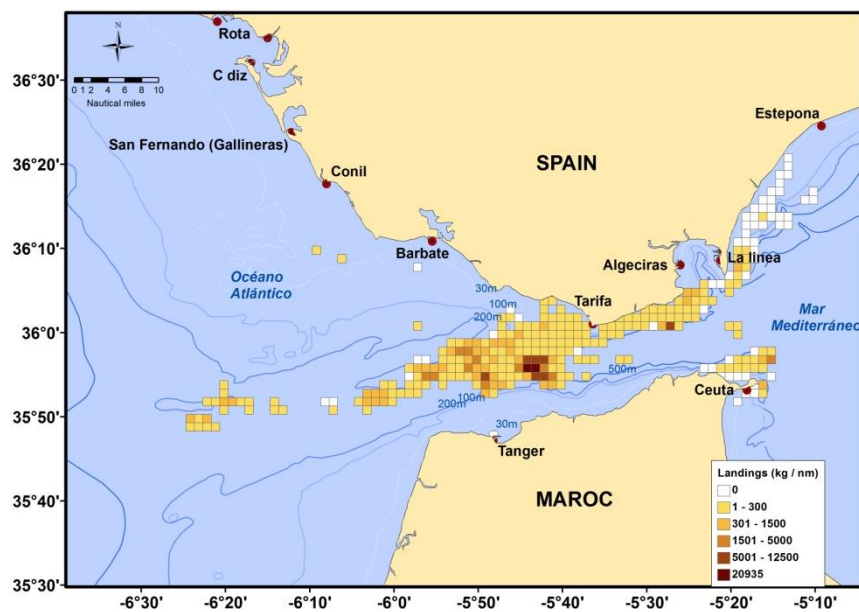 N
Rota
36°30'
C diz
0 1 2 4 6 8 10
Nautical miles
Estepona
San Fernando (Gallineras)
36°20'
Conil
SPAIN
36°10'
Barbate
Algeciras
La linea
Océano
Atlántico
30m
100m
200m
Tarifa
Mar
Mediterráneo
36°0'
500m
35°50'
100m
200m
Ceuta
30m
Tanger
Landings (kg / nm)
0
1 - 300
301 - 1500
1501 - 5000
5001 - 12500
20935
35°40'
MAROC
35°30'
-6°30' -6°20' -6°10' -6°0' -5°50' -5°40' -5°30' -5°20' -5°10'